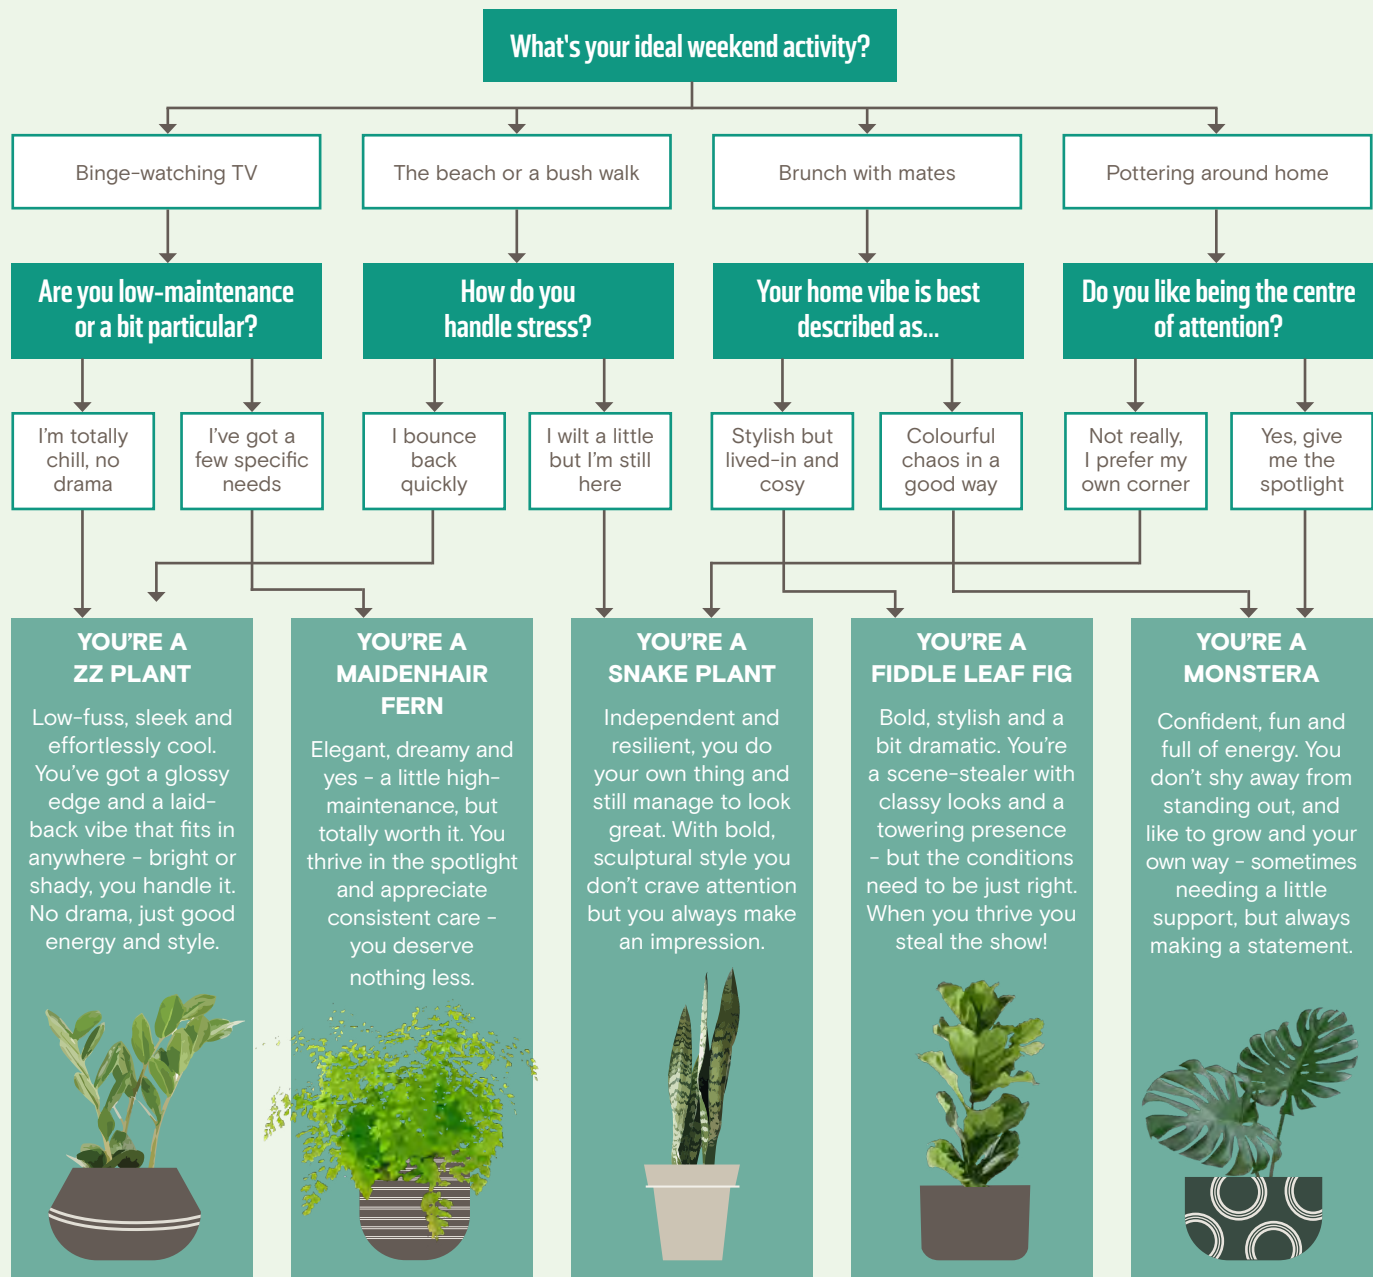 What's your ideal weekend activity?
Binge-watching TV
The beach or a bush walk
Brunch with mates
Pottering around home
Are you low-maintenance
or a bit particular?
How do you
handle stress?
Your home vibe is best
described as...
Do you like being the centre
of attention?
I'm totally
chill, no
drama
I've got a
few specific
needs
I bounce
back
quickly
I wilt a little
but I'm still
here
Stylish but
lived-in and
cosy
Colourful
chaos in a
good way
Not really,
I prefer my
own corner
Yes, give
me the
spotlight
YOU'RE A
ZZ PLANT
Low-fuss, sleek and
effortlessly cool.
You've got a glossy
edge and a laid-
back vibe that fits in
anywhere - bright or
shady, you handle it.
No drama, just good
energy and style.
YOU'RE A
MAIDENHAIR
FERN
Elegant, dreamy and
yes - a little high-
maintenance, but
totally worth it. You
thrive in the spotlight
and appreciate
consistent care -
you deserve
nothing less.
YOU'RE A
SNAKE PLANT
Independent and
resilient, you do
your own thing and
still manage to look
great. With bold,
sculptural style you
don't crave attention
but you always make
an impression.
YOU'RE A
FIDDLE LEAF FIG
Bold, stylish and a
bit dramatic. You're
a scene-stealer with
classy looks and a
towering presence
- but the conditions
need to be just right.
When you thrive you
steal the show!
YOU'RE A
MONSTERA
Confident, fun and
full of energy. You
don't shy away from
standing out, and
like to grow and your
own way - sometimes
needing a little
support, but always
making a statement.